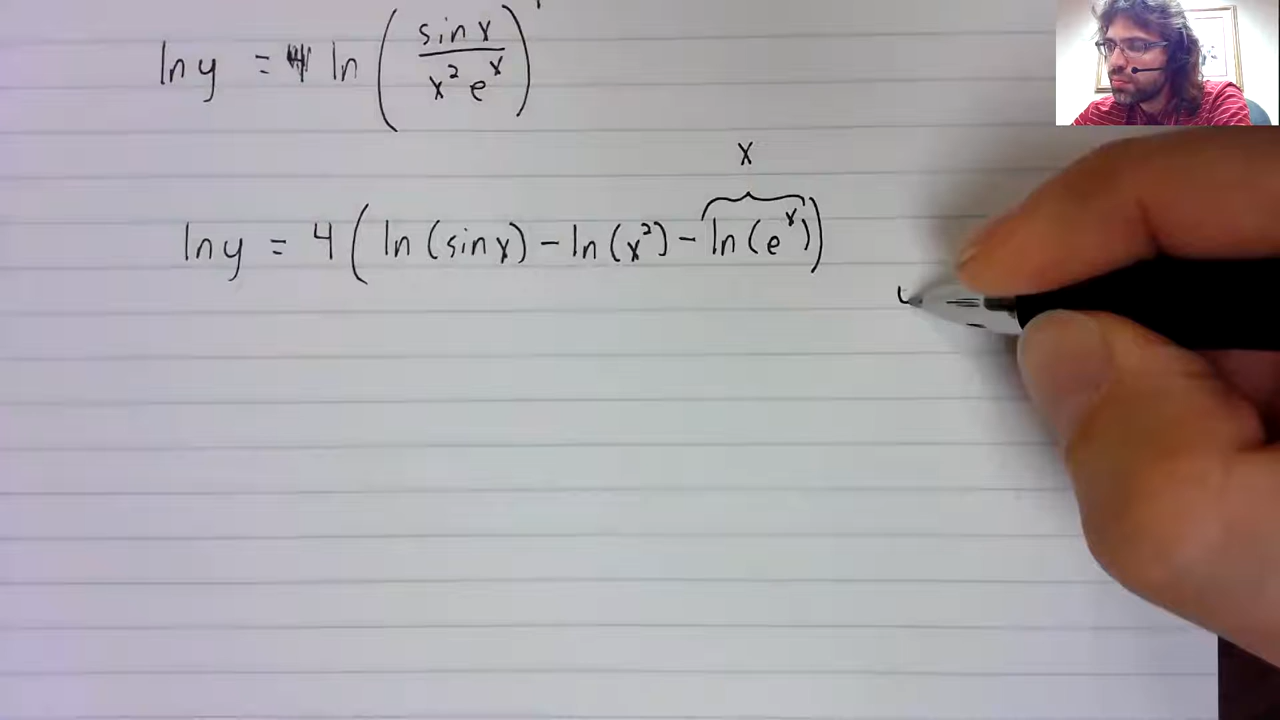 ln y = ln ( sin x / x² eˣ )
x
ln y = 4 ( ln (sin x) − ln (x²) − ln (eˣ) )